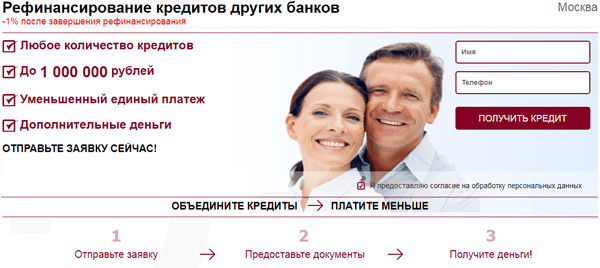 Рефинансирование кредитов других банков
Москва
-1% после завершения рефинансирования
Любое количество кредитов
До 1 000 000 рублей
Уменьшенный единый платеж
Дополнительные деньги
ОТПРАВЬТЕ ЗАЯВКУ СЕЙЧАС!
Имя
Телефон
ПОЛУЧИТЬ КРЕДИТ
Я предоставляю согласие на обработку персональных данных
ОБЪЕДИНИТЕ КРЕДИТЫ → ПЛАТИТЕ МЕНЬШЕ
1 2 3
Отправьте заявку → Предоставьте документы → Получите деньги!